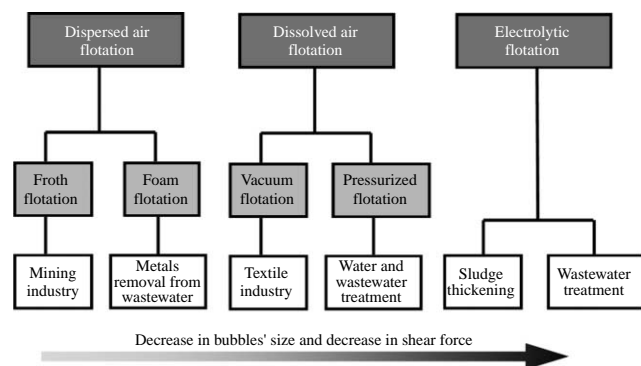 Dispersed air
flotation
Dissolved air
flotation
Electrolytic
flotation
Froth
flotation
Foam
flotation
Vacuum
flotation
Pressurized
flotation
Mining
industry
Metals
removal from
wastewater
Textile
industry
Water and
wastewater
treatment
Sludge
thickening
Wastewater
treatment
Decrease in bubbles' size and decrease in shear force